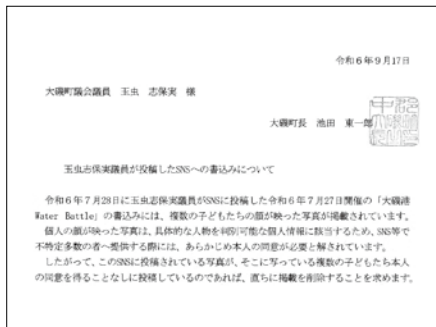 令和６年９月17日
大磯町議会議員　玉虫　志保実　様
大磯町長　池田　東一郎
玉虫志保実議員が投稿したSNSへの書込みについて
令和６年７月28日に玉虫志保実議員がSNSに投稿した令和６年７月27日開催の「大磯港
Water Battle」の書込みには、複数の子どもたちの顔が映った写真が掲載されています。
個人の顔が映った写真は、具体的な人物を判別可能な個人情報に該当するため、SNS等で
不特定多数の者へ提供する際には、あらかじめ本人の同意が必要と解されています。
したがって、このSNSに投稿されている写真が、そこに写っている複数の子どもたち本人
の同意を得ることなしに投稿しているのであれば、直ちに掲載を削除することを求めます。